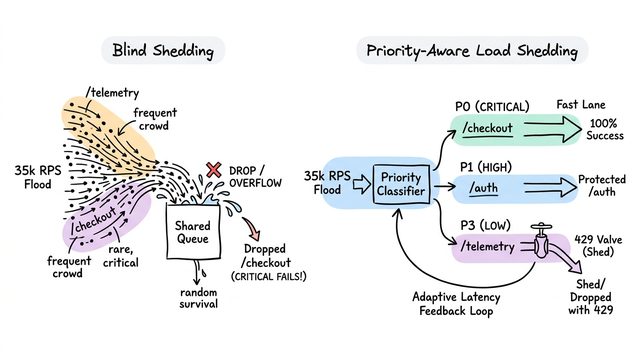 Blind Shedding
/telemetry
frequent
crowd
35k RPS
Flood
/checkout
frequent
crowd
rare,
critical
DROP /
OVERFLOW
Shared
Queue
Dropped
/checkout
(CRITICAL FAILS!)
random
survival
Priority-Aware Load Shedding
35k RPS
Flood
Priority
Classifier
P0 (CRITICAL)
/checkout
Fast Lane
100%
Success
P1 (HIGH)
/auth
Protected
/auth
P3 (LOW)
/telemetry
429 Valve
(Shed)
Shed/
Dropped
with 429
Adaptive Latency
Feedback Loop